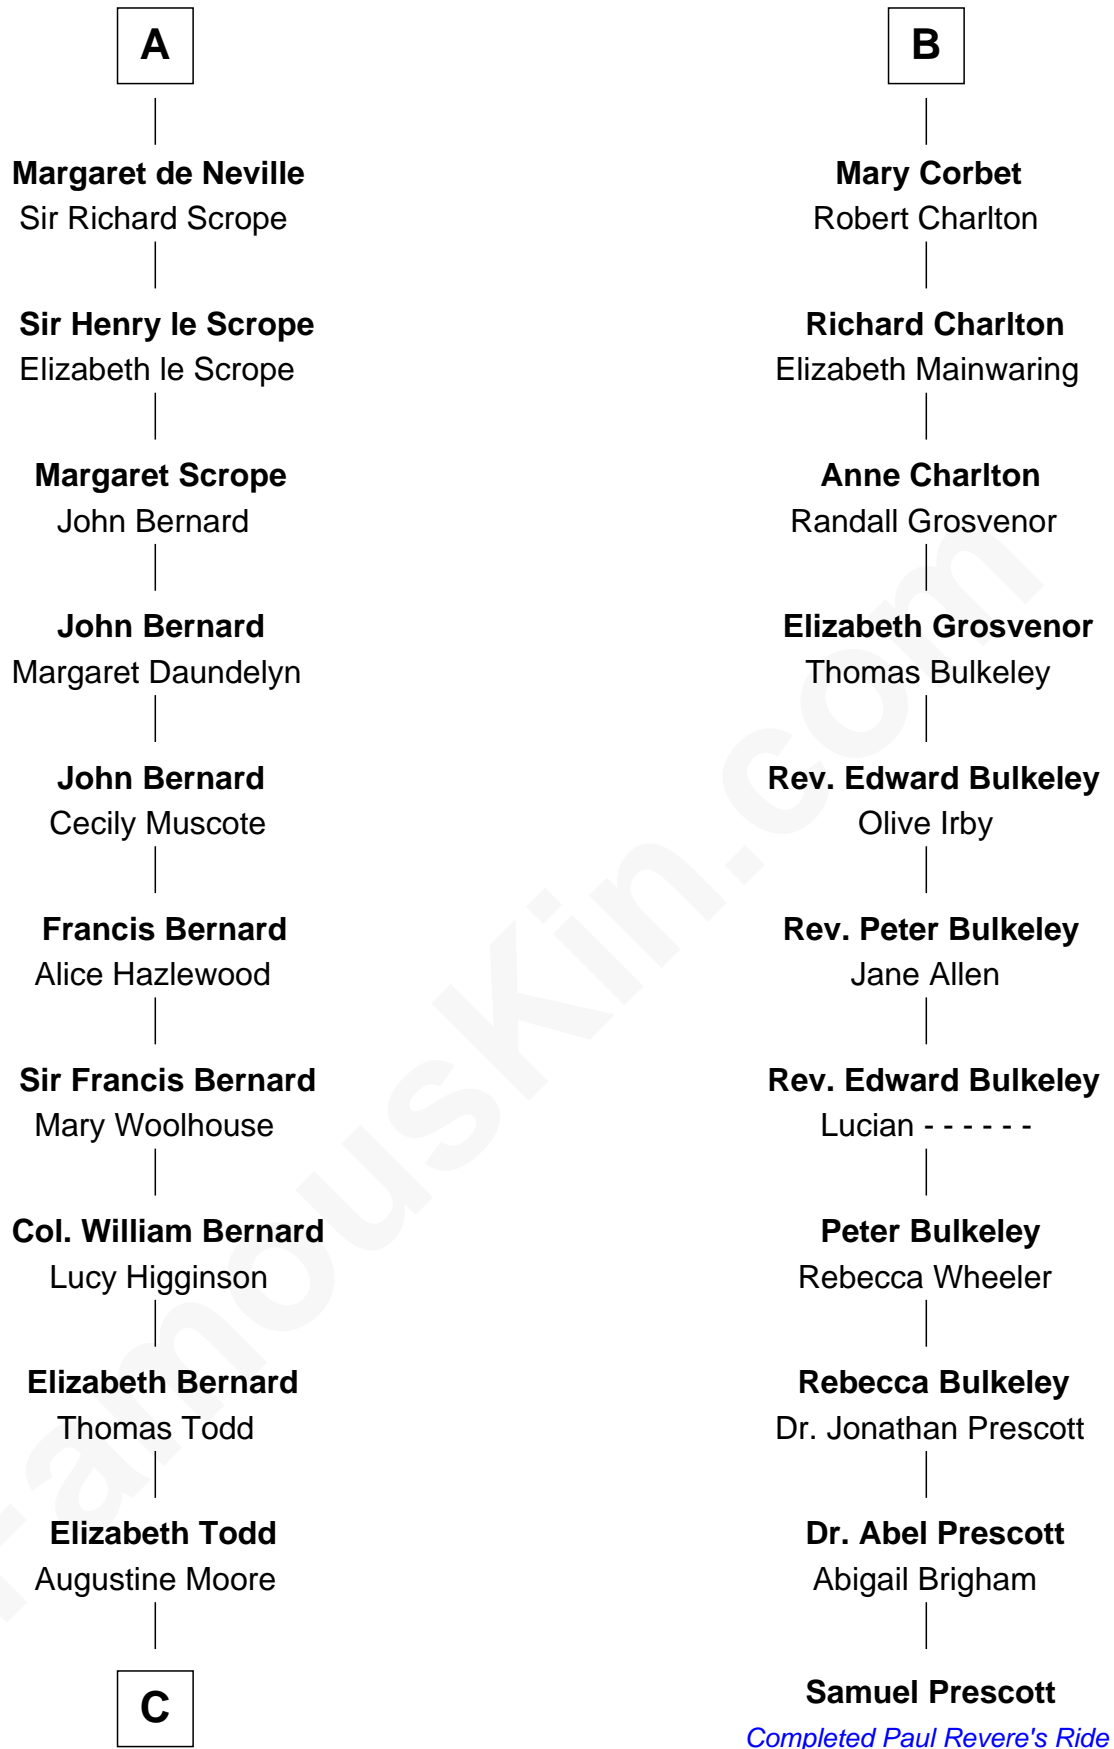 A
Margaret de Neville
Sir Richard Scrope
Sir Henry le Scrope
Elizabeth le Scrope
Margaret Scrope
John Bernard
John Bernard
Margaret Daundelyn
John Bernard
Cecily Muscote
Francis Bernard
Alice Hazlewood
Sir Francis Bernard
Mary Woolhouse
Col. William Bernard
Lucy Higginson
Elizabeth Bernard
Thomas Todd
Elizabeth Todd
Augustine Moore
C
B
Mary Corbet
Robert Charlton
Richard Charlton
Elizabeth Mainwaring
Anne Charlton
Randall Grosvenor
Elizabeth Grosvenor
Thomas Bulkeley
Rev. Edward Bulkeley
Olive Irby
Rev. Peter Bulkeley
Jane Allen
Rev. Edward Bulkeley
Lucian - - - - - -
Peter Bulkeley
Rebecca Wheeler
Rebecca Bulkeley
Dr. Jonathan Prescott
Dr. Abel Prescott
Abigail Brigham
Samuel Prescott
Completed Paul Revere's Ride
FamousKin.com